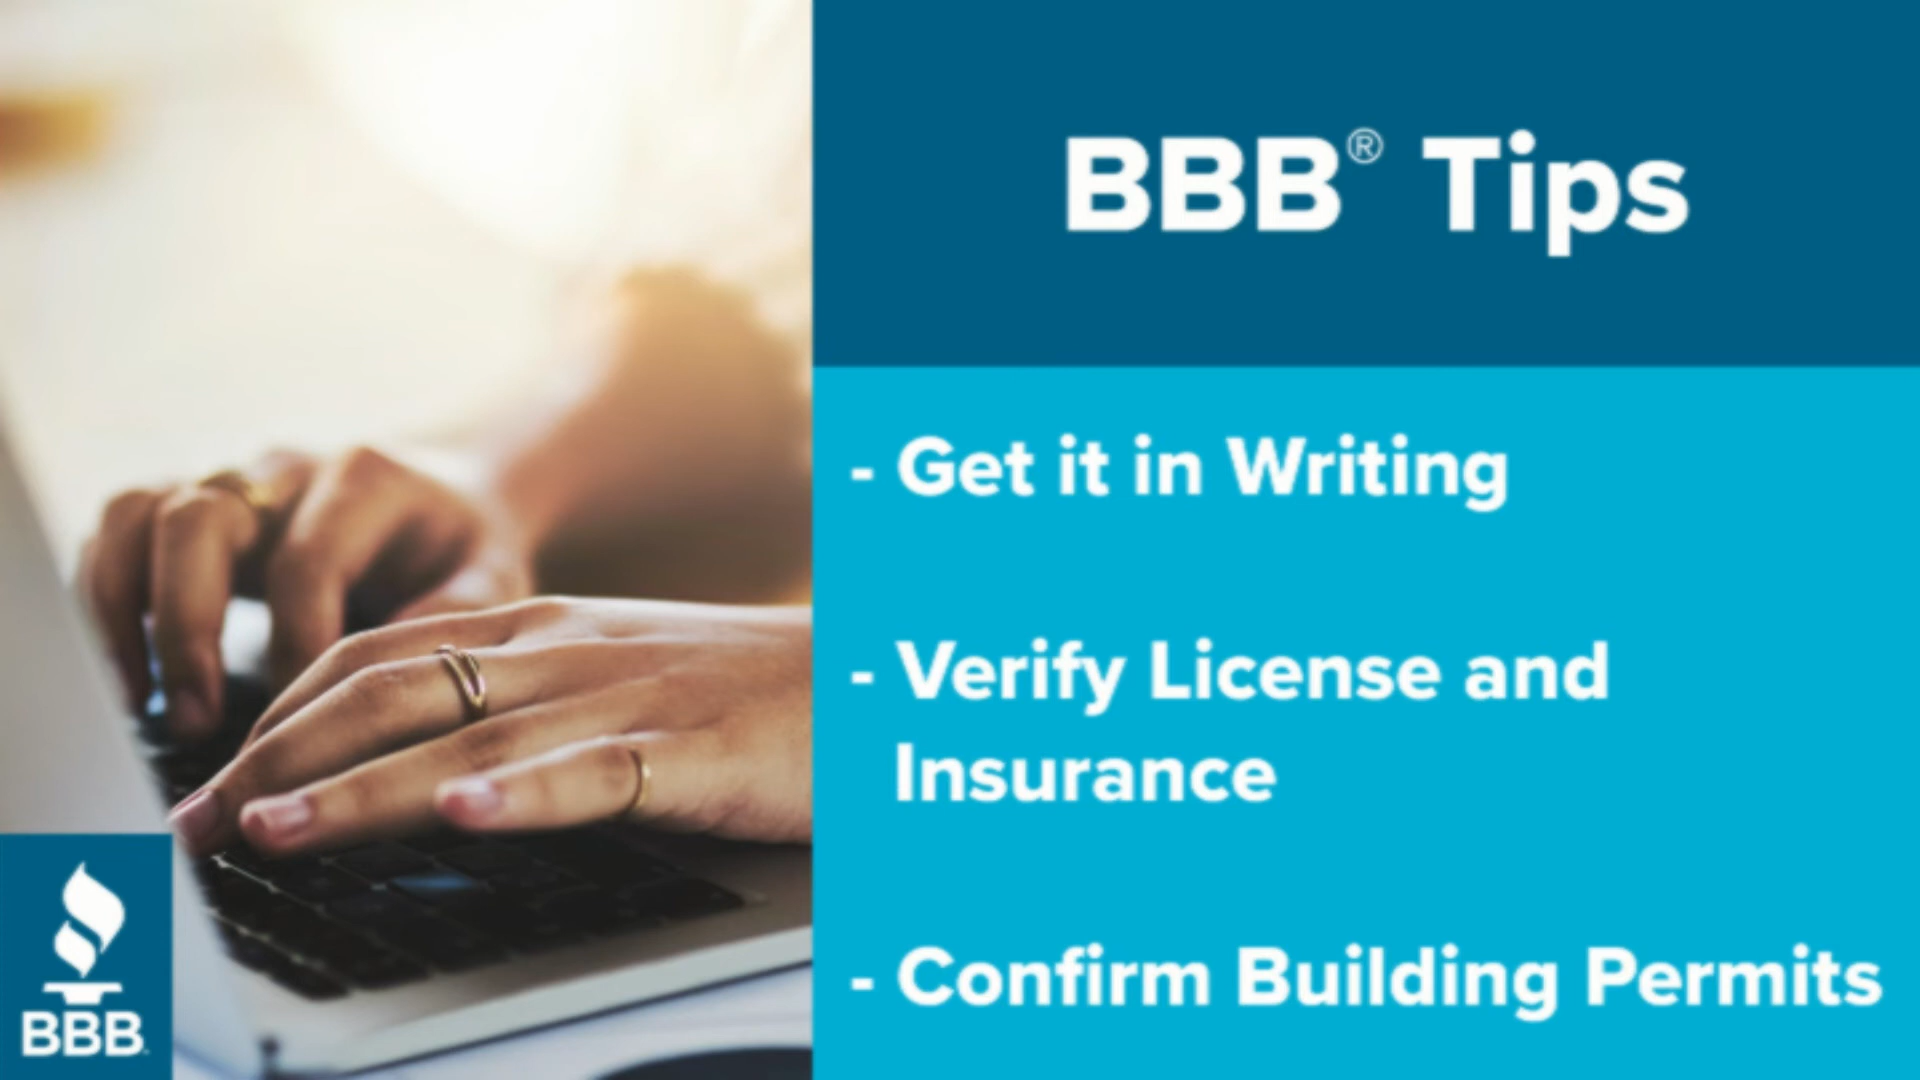 BBB® Tips
- Get it in Writing
- Verify License and
Insurance
- Confirm Building Permits
BBB